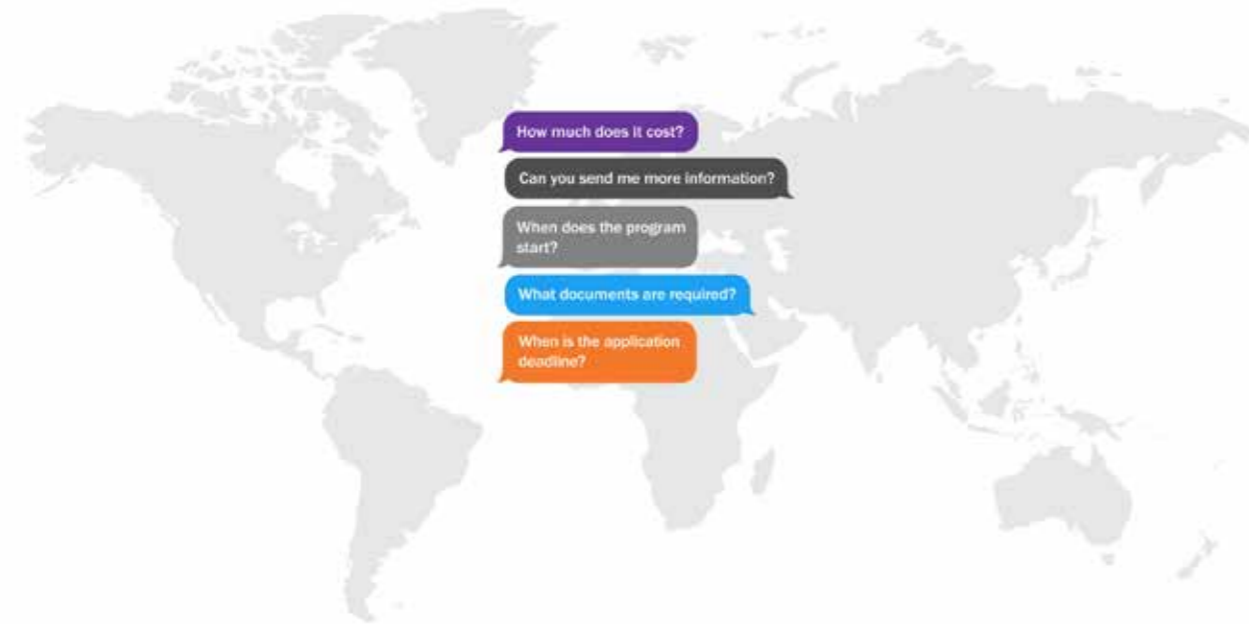 How much does it cost?
Can you send me more information?
When does the program
start?
What documents are required?
When is the application
deadline?